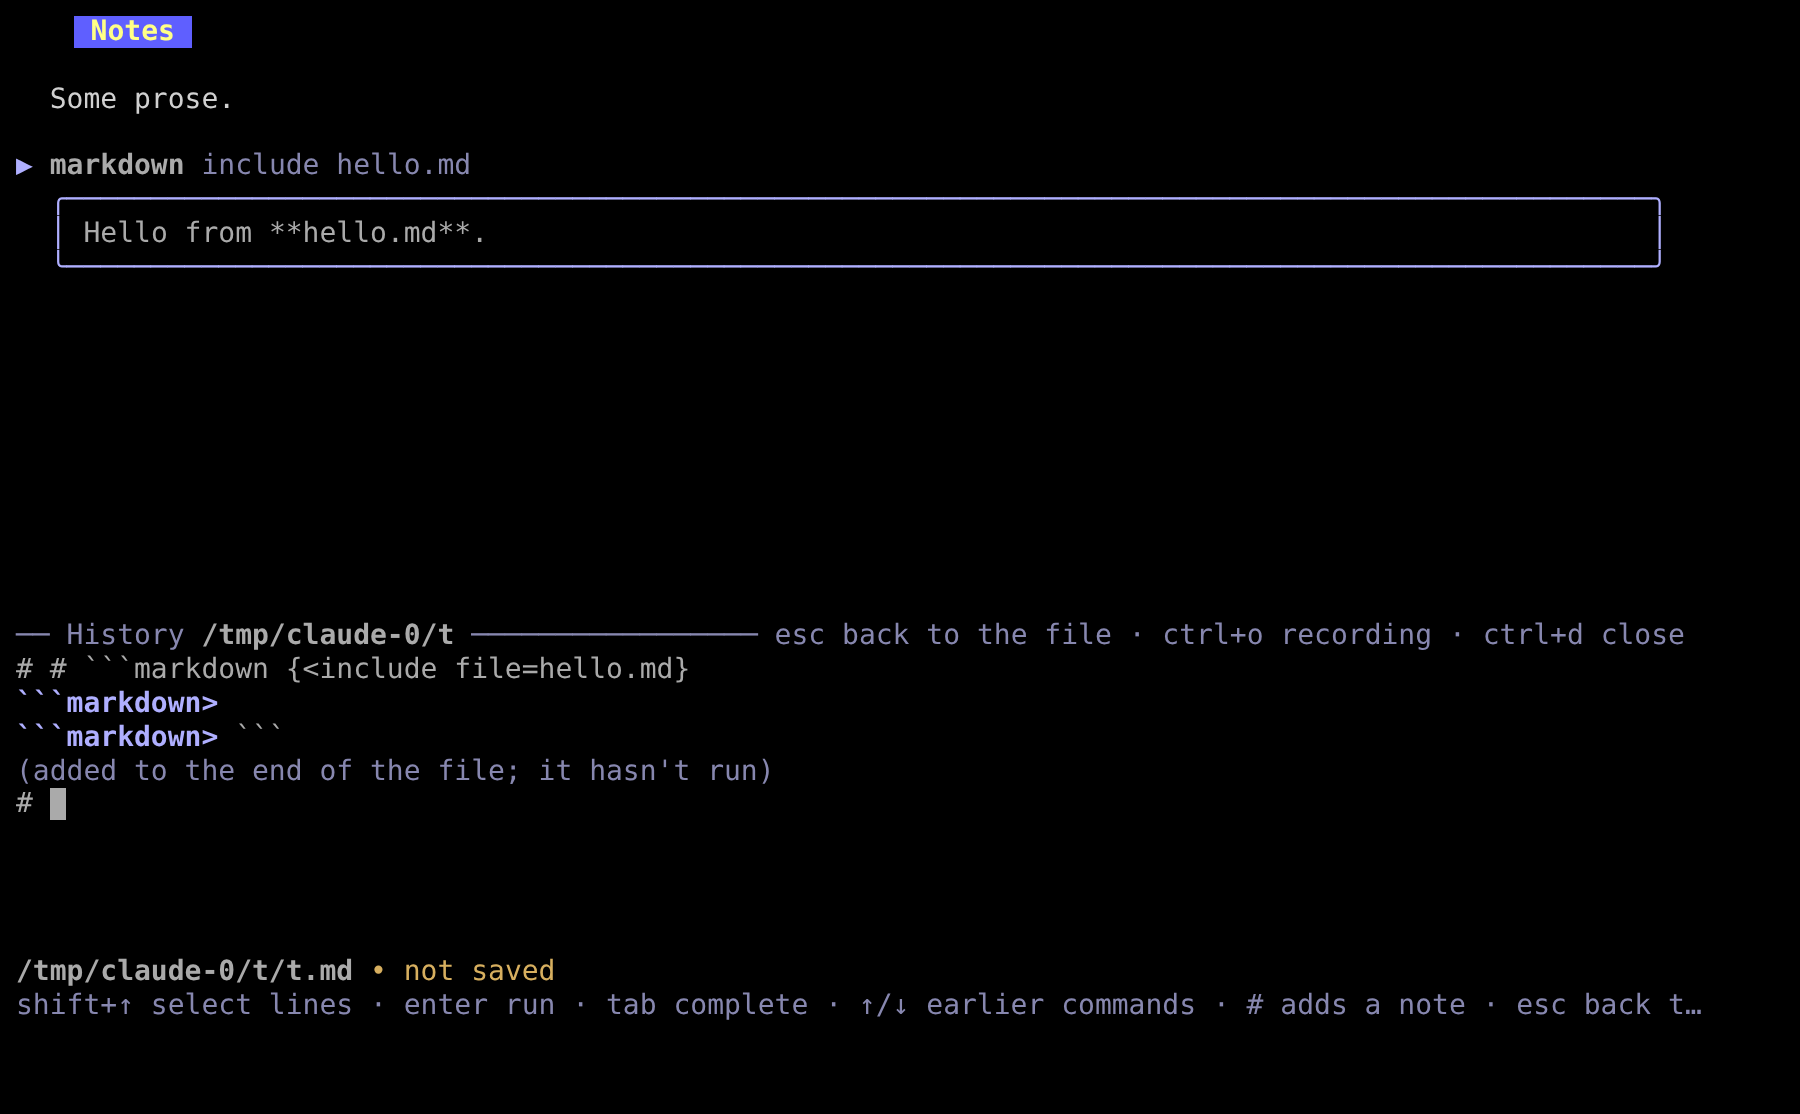 Notes
Some prose.
▶ markdown include hello.md
Hello from **hello.md**.
── History /tmp/claude-0/t ───────────────── esc back to the file · ctrl+o recording · ctrl+d close
# # ```markdown {<include file=hello.md}
```markdown>
```markdown> ```
(added to the end of the file; it hasn't run)
#
/tmp/claude-0/t/t.md • not saved
shift+↑ select lines · enter run · tab complete · ↑/↓ earlier commands · # adds a note · esc back t…